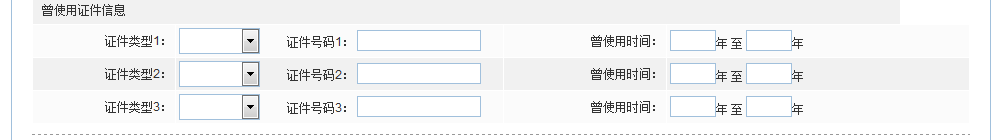 曾使用证件信息
证件类型1： 证件号码1： 曾使用时间： 年 至 年
证件类型2： 证件号码2： 曾使用时间： 年 至 年
证件类型3： 证件号码3： 曾使用时间： 年 至 年